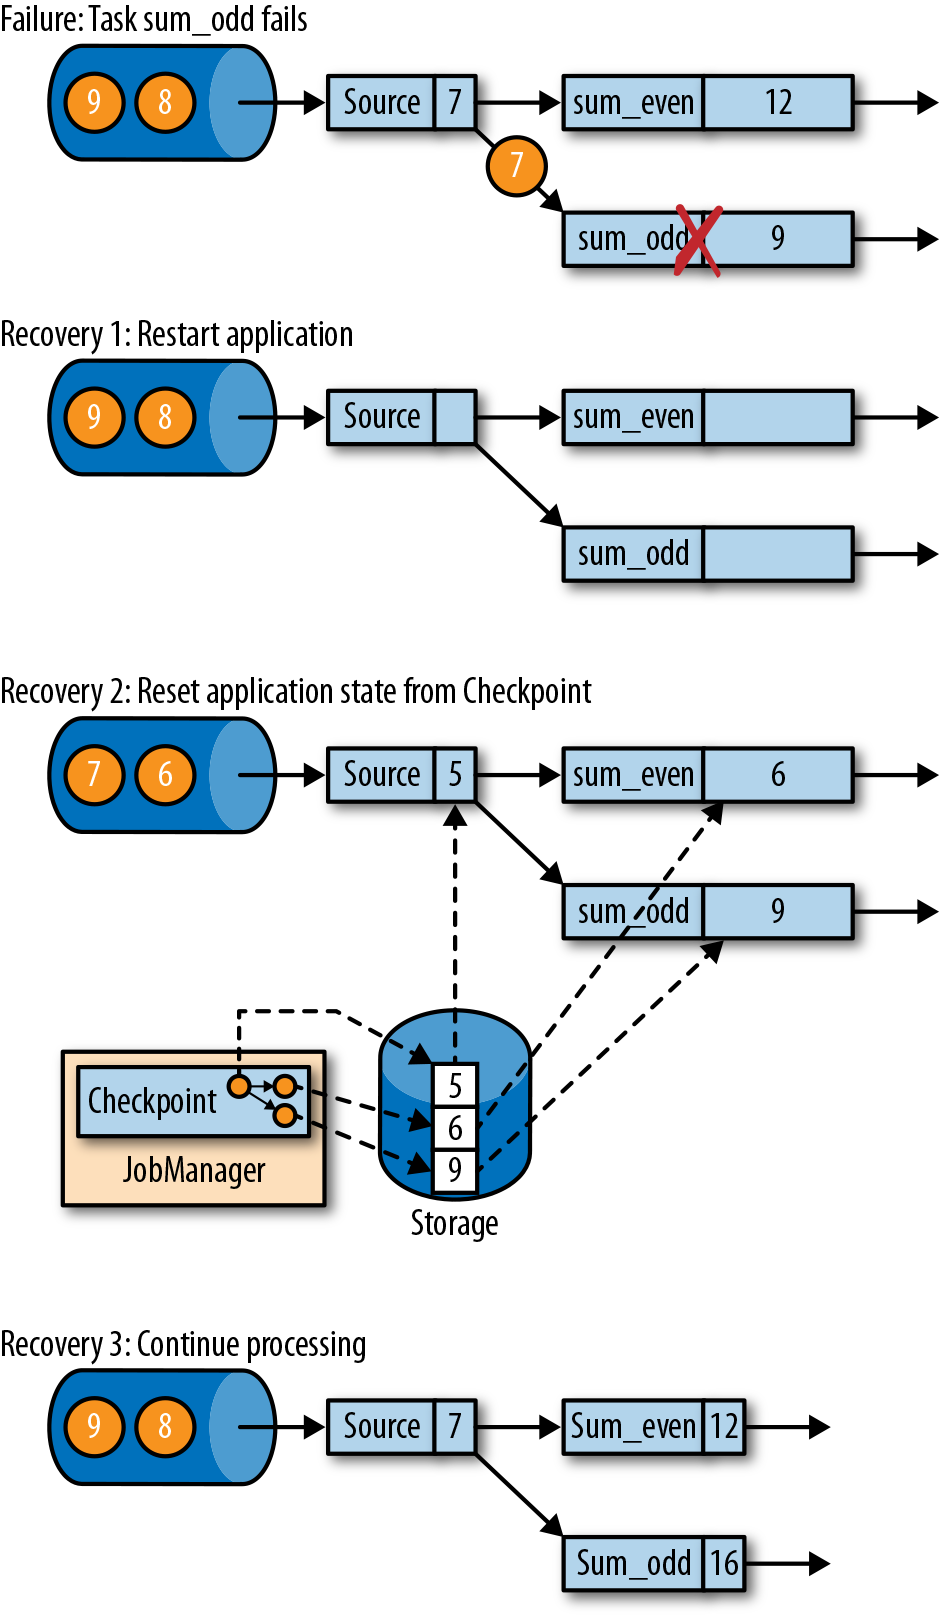 Failure: Task sum_odd fails
9 8 Source 7 sum_even 12
7
sum_odd 9
Recovery 1: Restart application
9 8 Source sum_even
sum_odd
Recovery 2: Reset application state from Checkpoint
7 6 Source 5 sum_even 6
sum_odd 9
5
Checkpoint
6
JobManager
9
Storage
Recovery 3: Continue processing
9 8 Source 7 Sum_even 12
Sum_odd 16